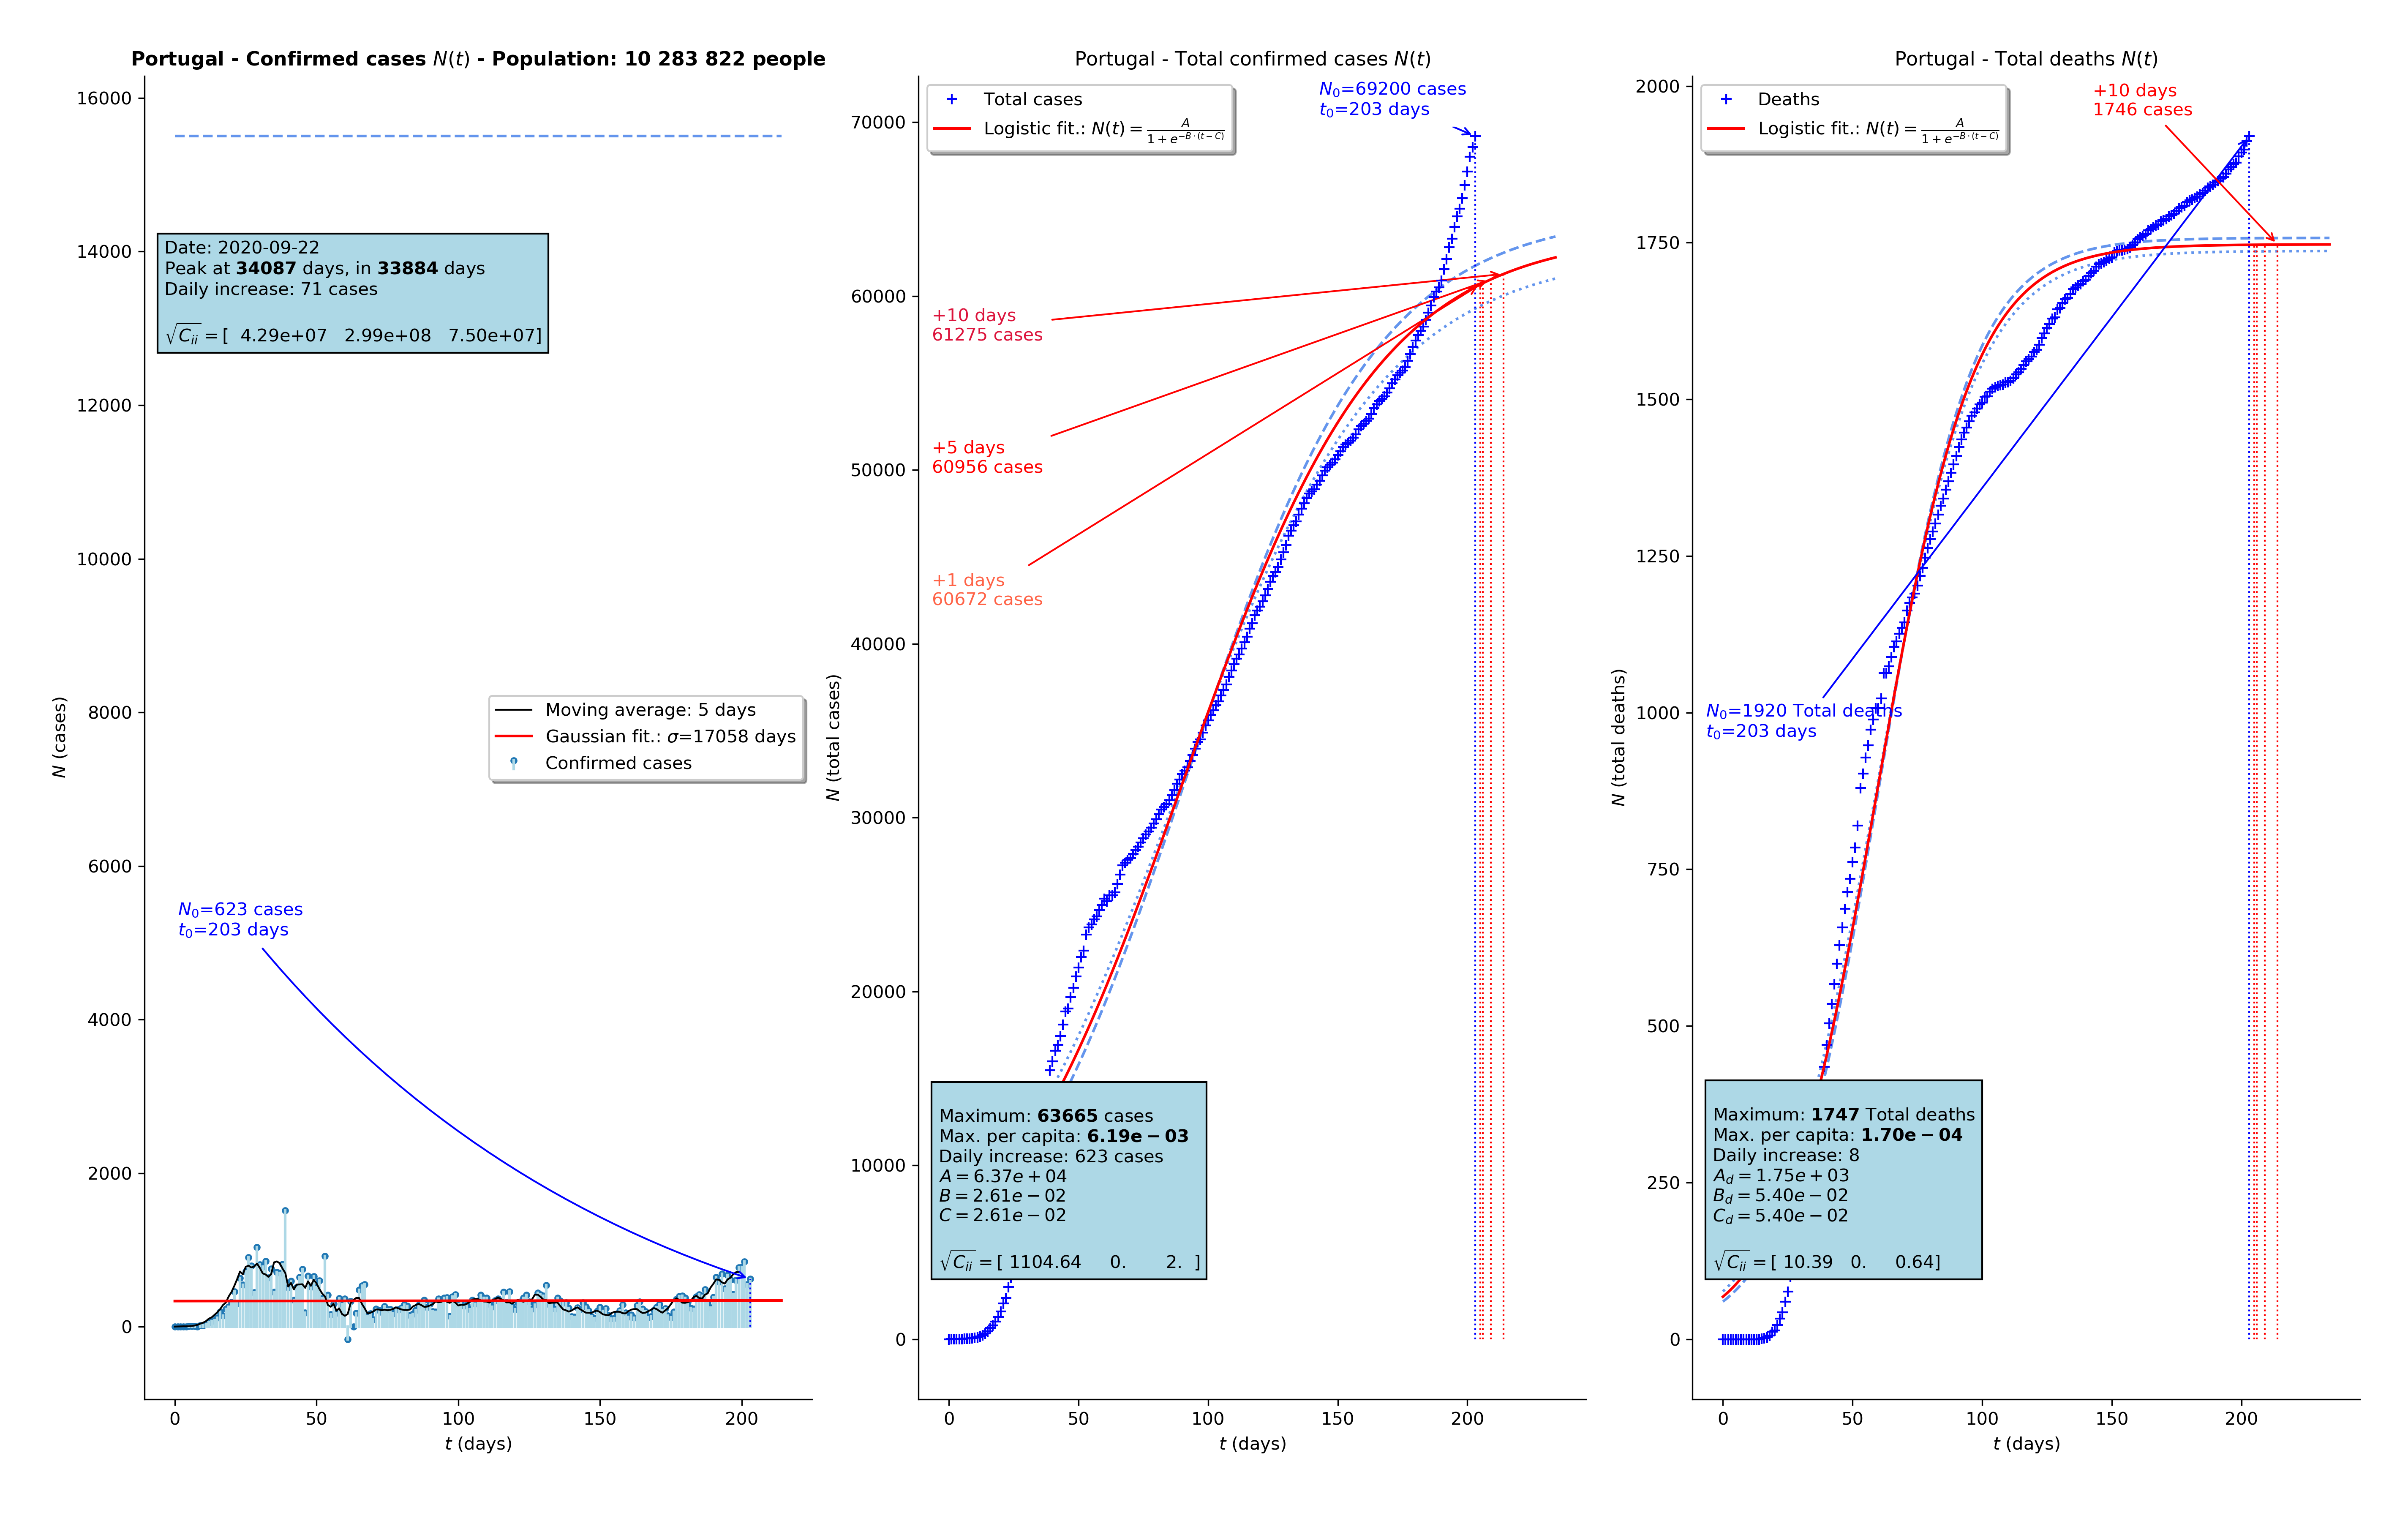 Portugal - Confirmed cases N(t) - Population: 10 283 822 people
16000
14000
12000
10000
8000
6000
4000
2000
0
N (cases)
Date: 2020-09-22
Peak at 34087 days, in 33884 days
Daily increase: 71 cases
√C_ii = [ 4.29e+07 2.99e+08 7.50e+07]
Moving average: 5 days
Gaussian fit.: σ=17058 days
Confirmed cases
N₀=623 cases
t₀=203 days
0 50 100 150 200
t (days)
Portugal - Total confirmed cases N(t)
70000
60000
50000
40000
30000
20000
10000
0
N (total cases)
Total cases
Logistic fit.: N(t) = A / (1 + e^{-B·(t-C)})
N₀=69200 cases
t₀=203 days
+10 days
61275 cases
+5 days
60956 cases
+1 days
60672 cases
Maximum: 63665 cases
Max. per capita: 6.19e − 03
Daily increase: 623 cases
A = 6.37e + 04
B = 2.61e − 02
C = 2.61e − 02
√C_ii = [ 1104.64 0. 2. ]
0 50 100 150 200
t (days)
Portugal - Total deaths N(t)
2000
1750
1500
1250
1000
750
500
250
0
N (total deaths)
Deaths
Logistic fit.: N(t) = A / (1 + e^{-B·(t-C)})
+10 days
1746 cases
N₀=1920 Total deaths
t₀=203 days
Maximum: 1747 Total deaths
Max. per capita: 1.70e − 04
Daily increase: 8
A_d = 1.75e + 03
B_d = 5.40e − 02
C_d = 5.40e − 02
√C_ii = [ 10.39 0. 0.64]
0 50 100 150 200
t (days)